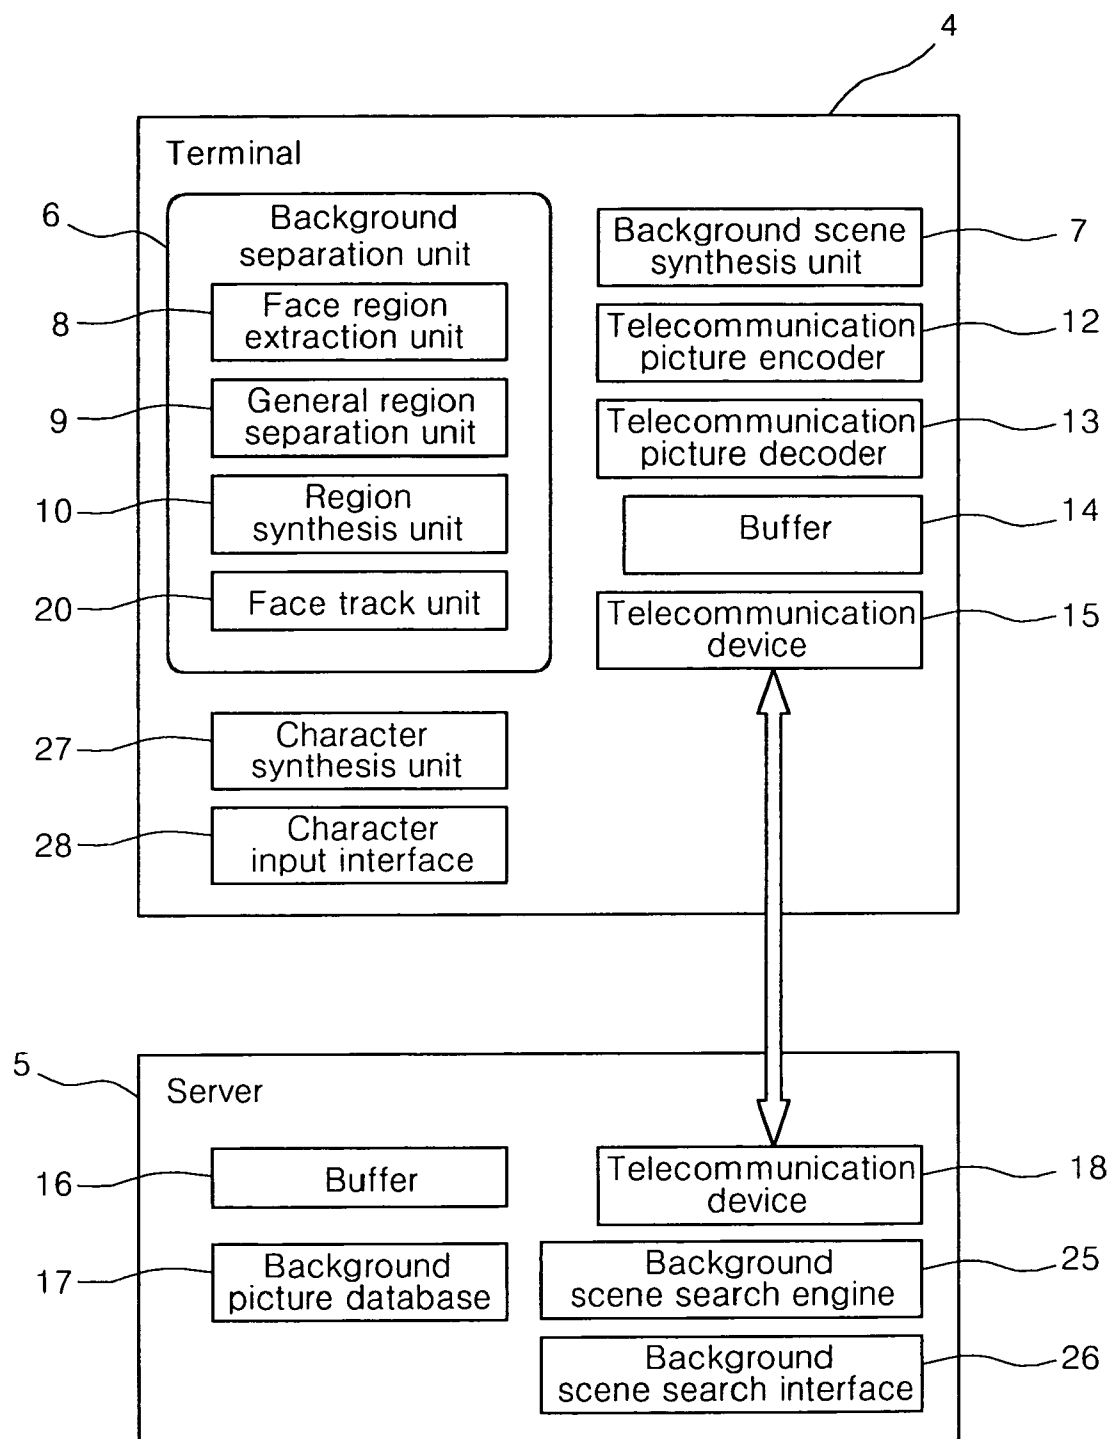 4
Terminal
6
Background
separation unit
8
Face region
extraction unit
9
General region
separation unit
10
Region
synthesis unit
20
Face track unit
Background scene
synthesis unit
7
Telecommunication
picture encoder
12
Telecommunication
picture decoder
13
Buffer
14
Telecommunication
device
15
27
Character
synthesis unit
28
Character
input interface
5
Server
16
Buffer
17
Background
picture database
Telecommunication
device
18
Background
scene search engine
25
Background
scene search interface
26